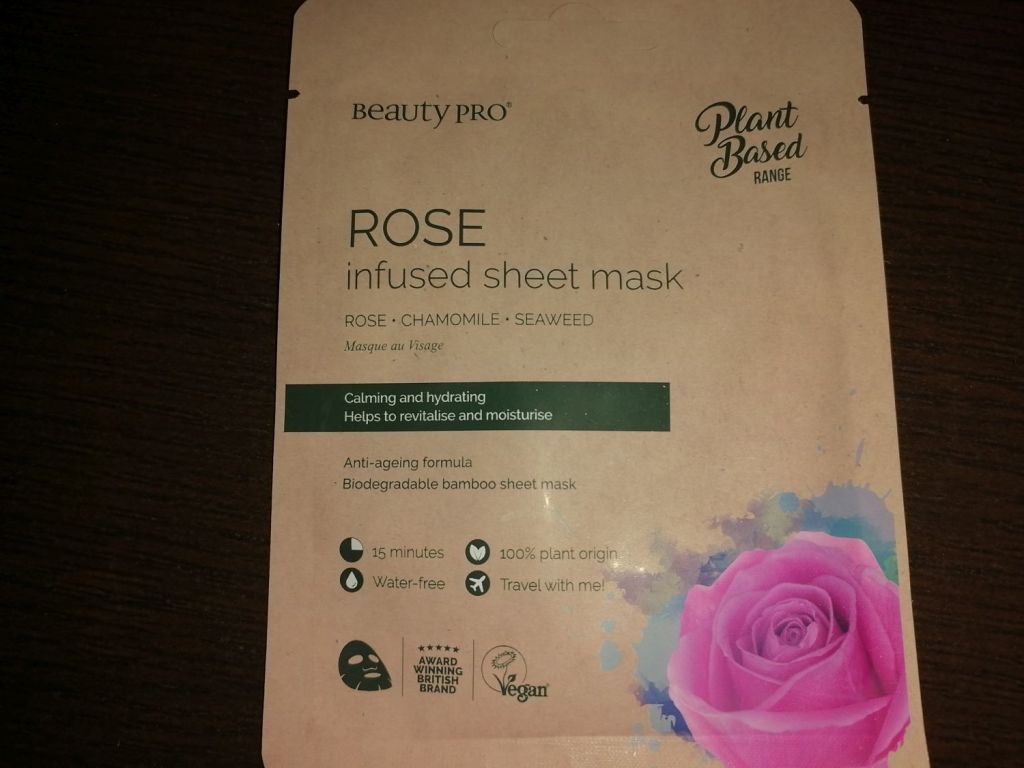 Beauty PRO®
Plant
Based
RANGE
ROSE
infused sheet mask
ROSE • CHAMOMILE • SEAWEED
Masque au Visage
Calming and hydrating
Helps to revitalise and moisturise
Anti-ageing formula
Biodegradable bamboo sheet mask
15 minutes
100% plant origin
Water-free
Travel with me!
AWARD
WINNING
BRITISH
BRAND
Vegan